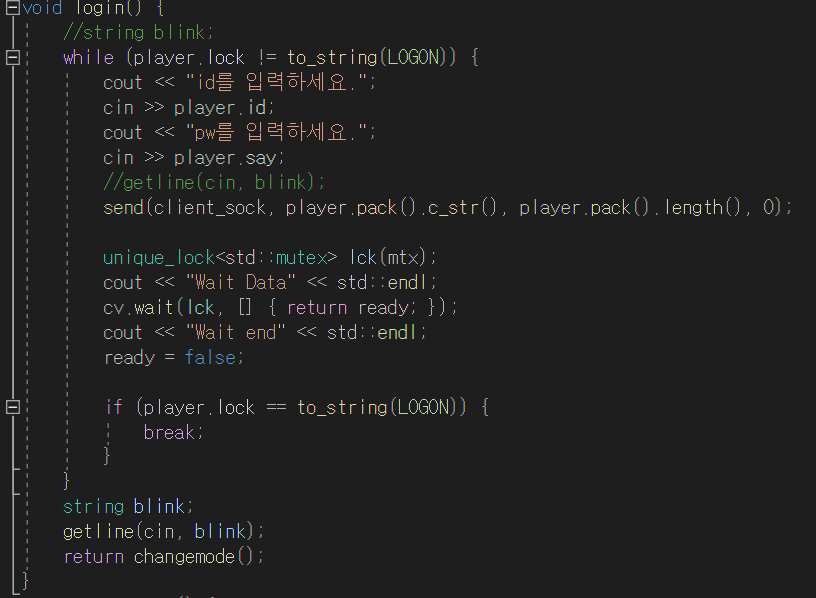 void login() {
//string blink;
while (player.lock != to_string(LOGON)) {
cout << "id를 입력하세요.";
cin >> player.id;
cout << "pw를 입력하세요.";
cin >> player.say;
//getline(cin, blink);
send(client_sock, player.pack().c_str(), player.pack().length(), 0);
unique_lock<std::mutex> lck(mtx);
cout << "Wait Data" << std::endl;
cv.wait(lck, [] { return ready; });
cout << "Wait end" << std::endl;
ready = false;
if (player.lock == to_string(LOGON)) {
break;
}
}
string blink;
getline(cin, blink);
return changemode();
}